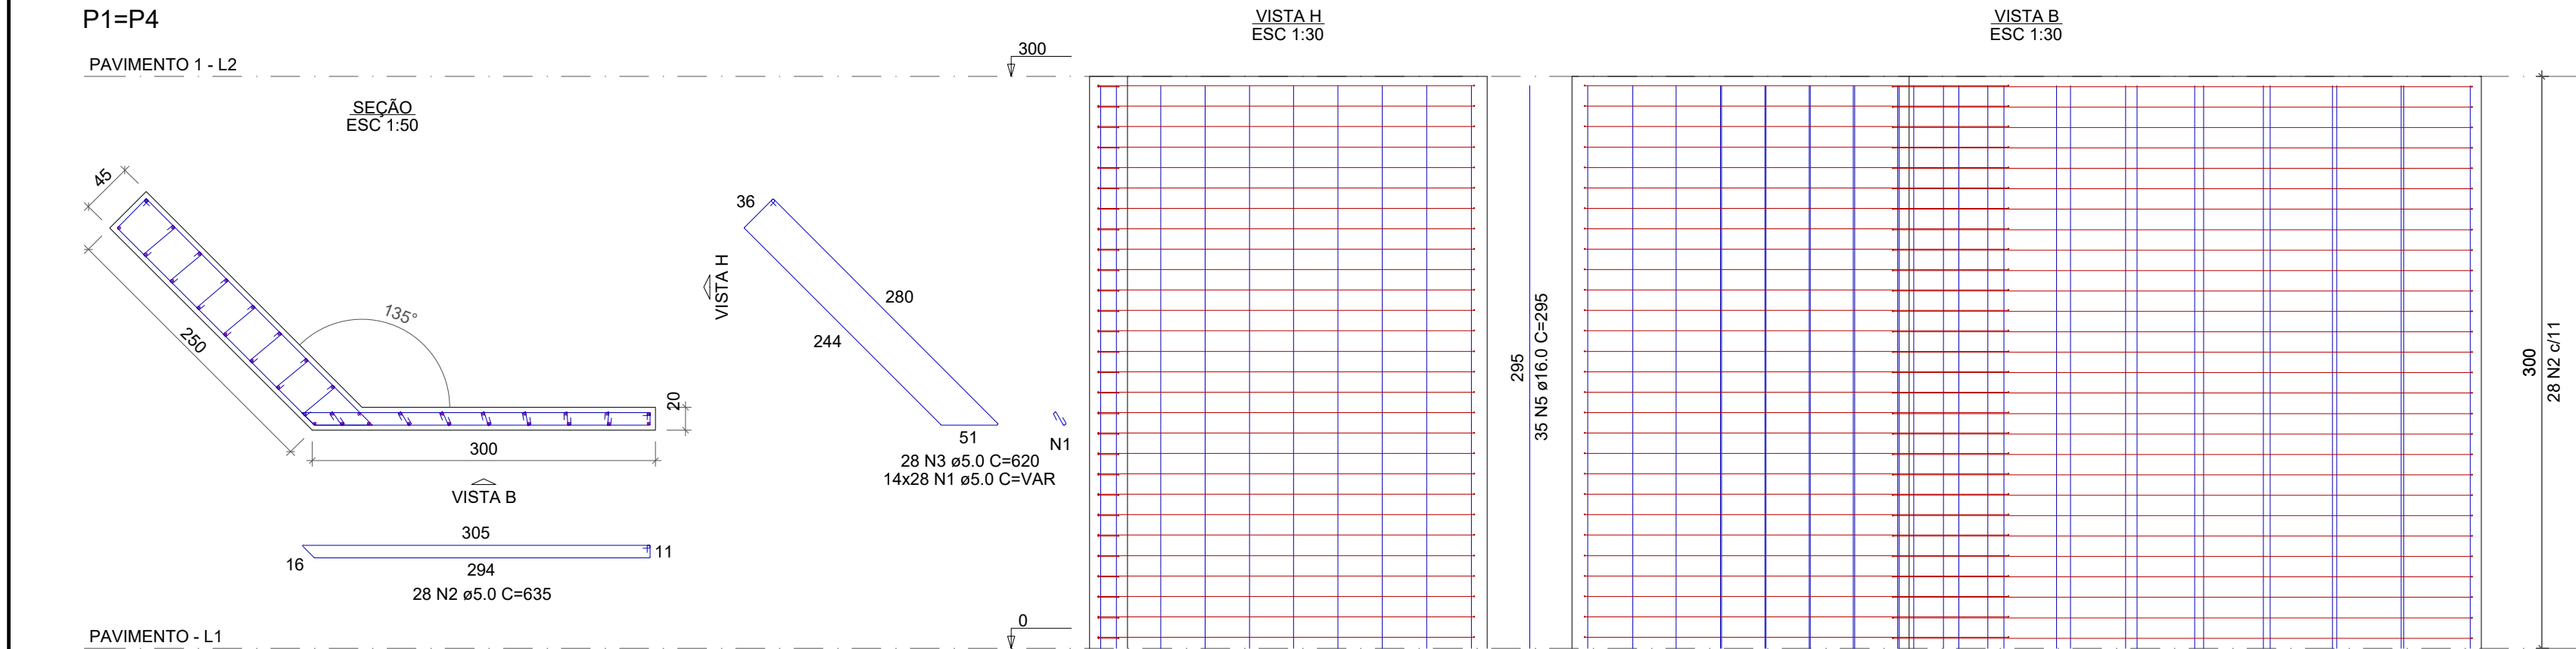 P1=P4
PAVIMENTO 1 - L2
SEÇÃO
ESC 1:50
45
250
135°
20
300
VISTA B
305
16
11
294
28 N2 ø5.0 C=635
PAVIMENTO - L1
VISTA H
36
280
244
51
N1
28 N3 ø5.0 C=620
14x28 N1 ø5.0 C=VAR
300
0
VISTA H
ESC 1:30
295
35 N5 ø16.0 C=295
VISTA B
ESC 1:30
300
28 N2 c/11